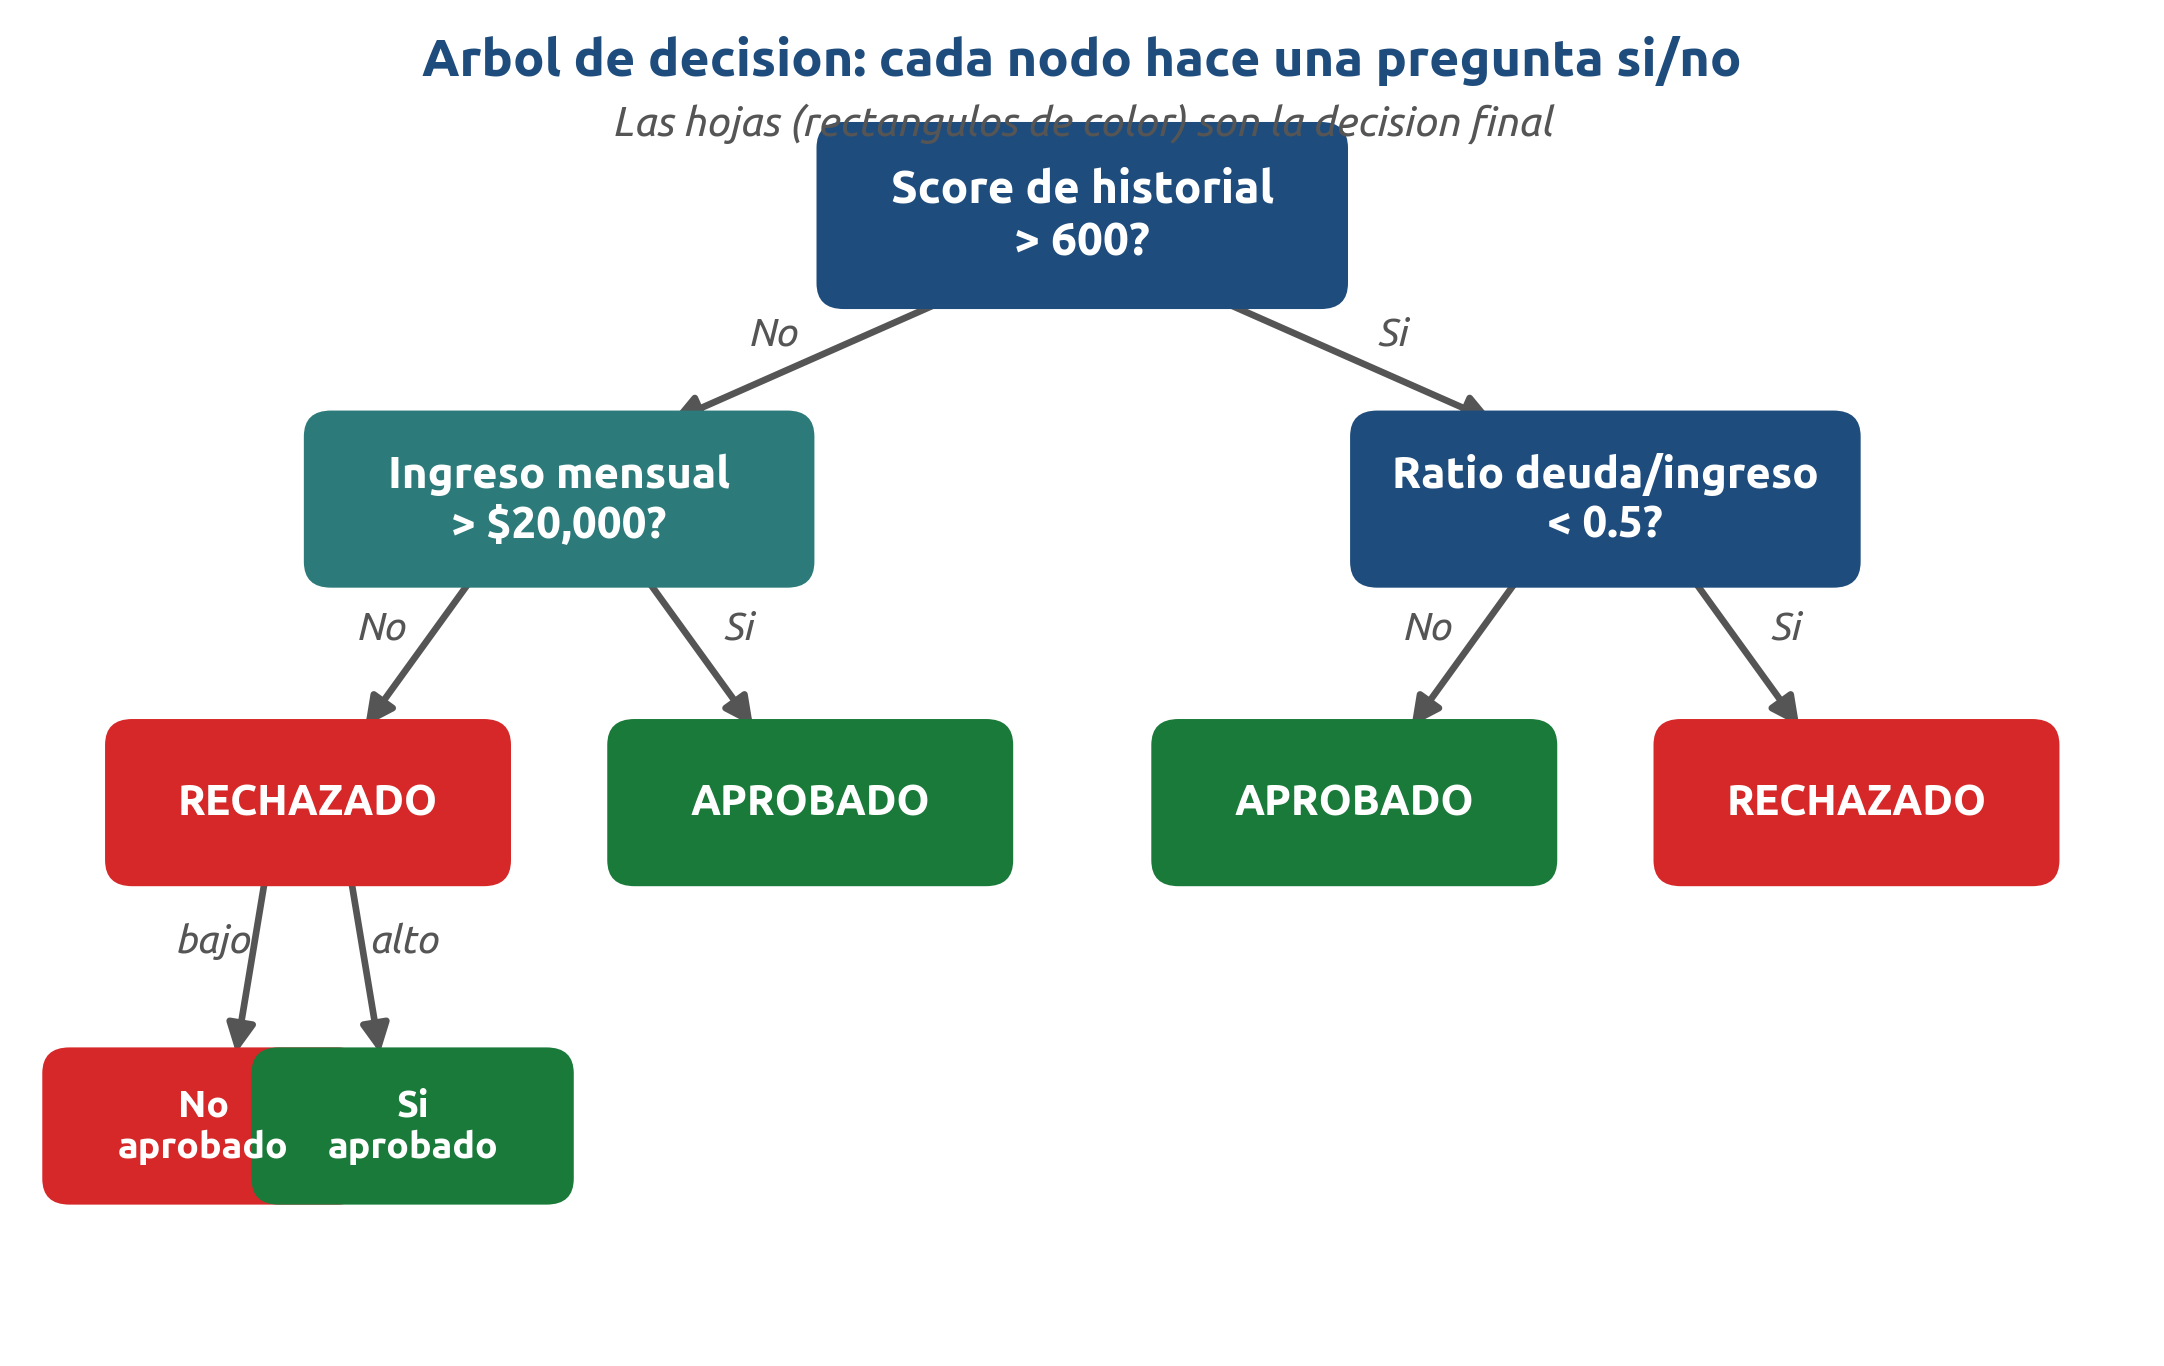 Arbol de decision: cada nodo hace una pregunta si/no
Las hojas (rectangulos de color) son la decision final
Score de historial
> 600?
No
Si
Ingreso mensual
> $20,000?
Ratio deuda/ingreso
< 0.5?
No
Si
No
Si
RECHAZADO
APROBADO
APROBADO
RECHAZADO
bajo
alto
No
aprobado
Si
aprobado